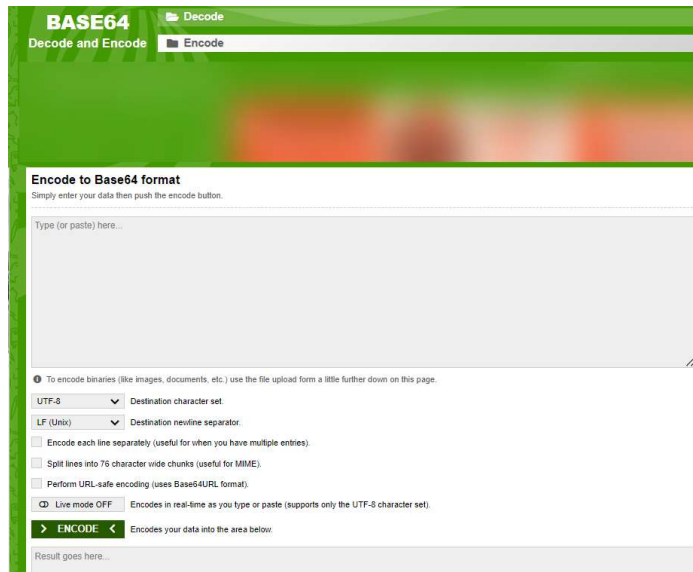 BASE64
Decode and Encode
Decode
Encode
Encode to Base64 format
Simply enter your data then push the encode button.
Type (or paste) here...
To encode binaries (like images, documents, etc.) use the file upload form a little further down on this page.
UTF-8 Destination character set.
LF (Unix) Destination newline separator.
Encode each line separately (useful for when you have multiple entries).
Split lines into 76 character wide chunks (useful for MIME).
Perform URL-safe encoding (uses Base64URL format).
Live mode OFF Encodes in real-time as you type or paste (supports only the UTF-8 character set).
> ENCODE < Encodes your data into the area below.
Result goes here...